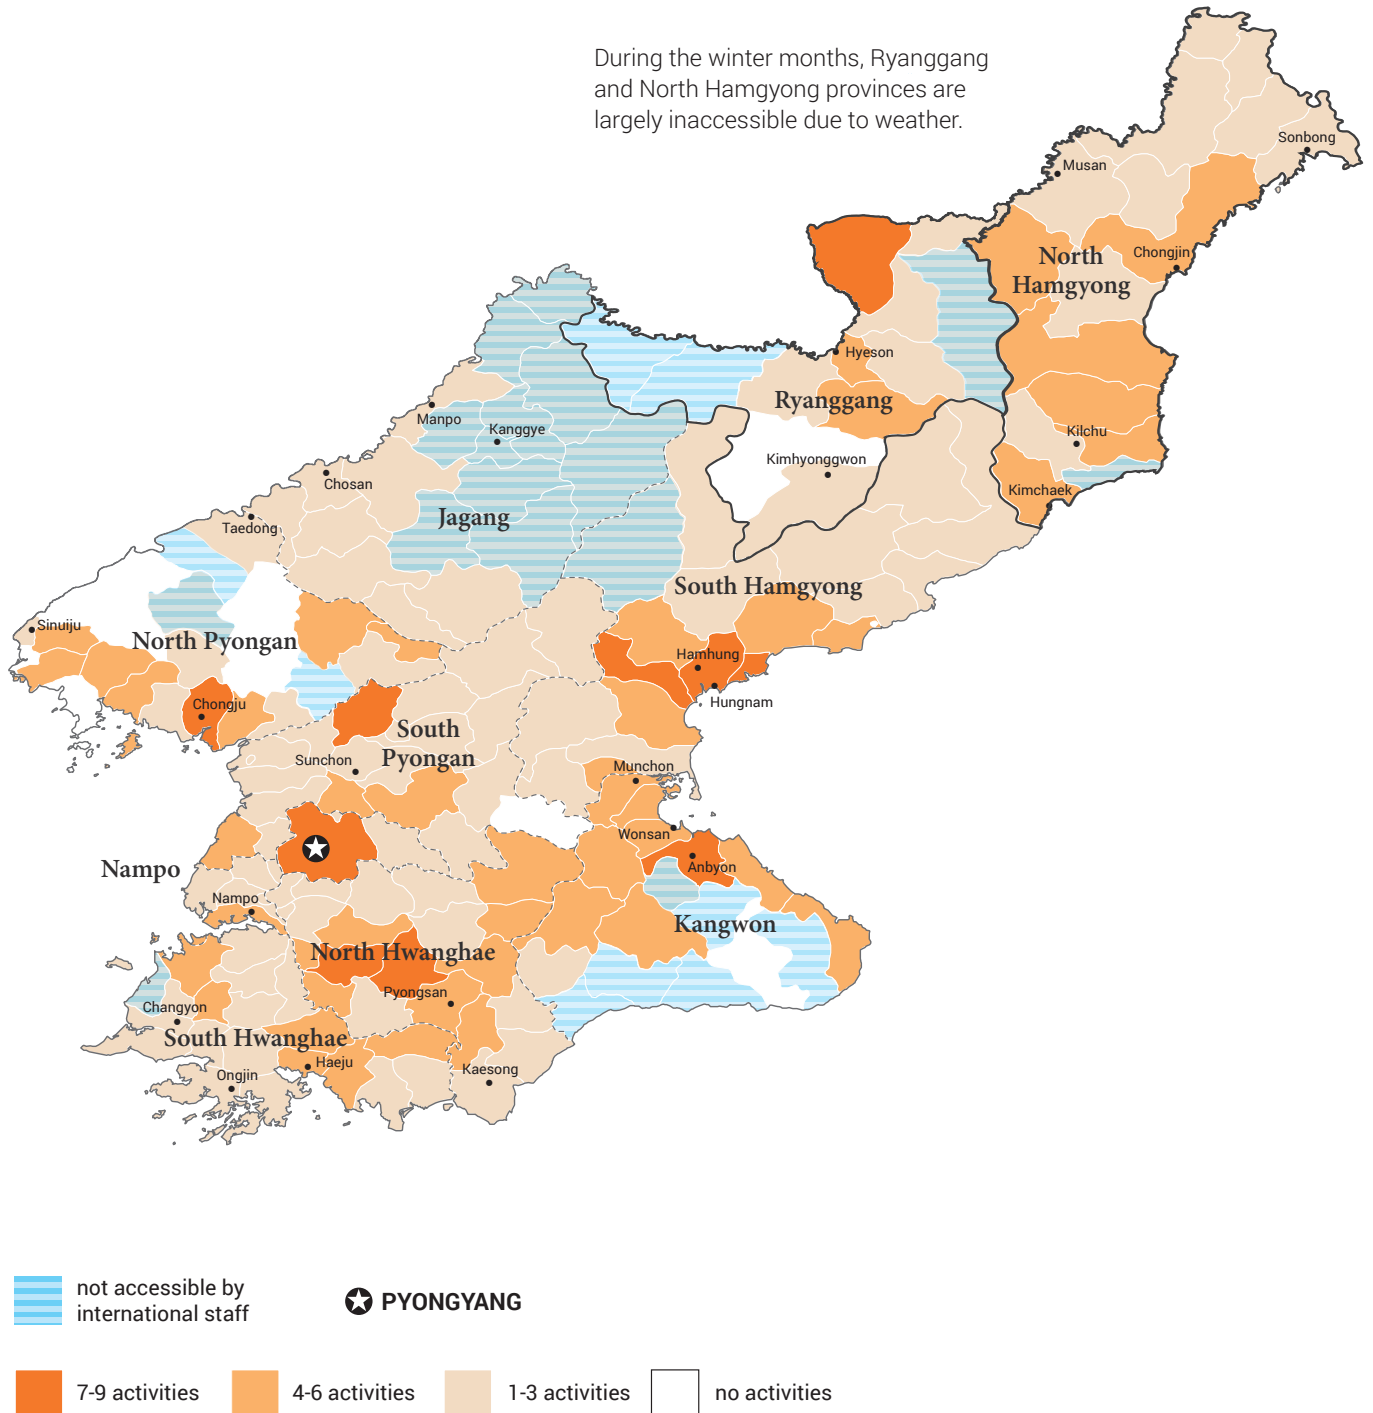 During the winter months, Ryanggang
and North Hamgyong provinces are
largely inaccessible due to weather.
Sonbong
Musan
North
Hamgyong
Chongjin
Hyeson
Ryanggang
Manpo
Kanggye
Kilchu
Kimhyonggwon
Chosan
Kimchaek
Jagang
Taedong
South Hamgyong
Sinuiju
North Pyongan
Hamhung
Chongju
Hungnam
South
Pyongan
Sunchon
Munchon
Wonsan
Nampo
Anbyon
Nampo
Kangwon
North Hwanghae
Pyongsan
Changyon
South Hwanghae
Haeju
Ongjin
Kaesong
not accessible by
international staff
PYONGYANG
7-9 activities
4-6 activities
1-3 activities
no activities